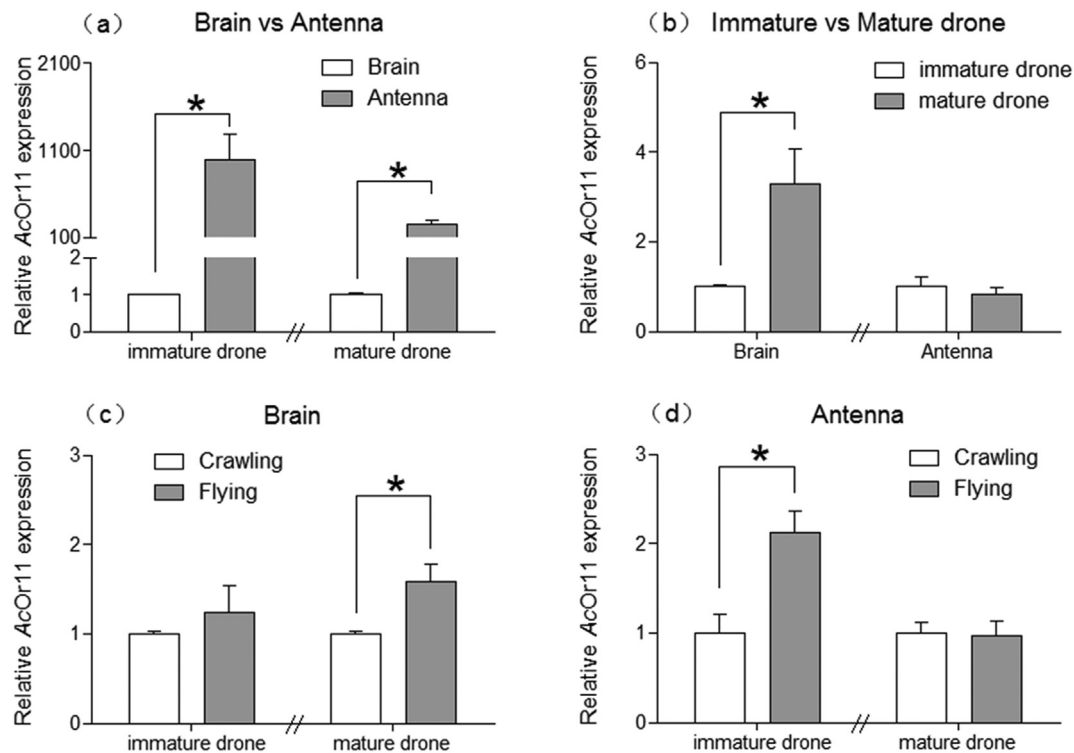 (a) Brain vs Antenna
Relative AcOr11 expression
2100
1100
100
2
1
0
Brain
Antenna
*
*
immature drone // mature drone
(b) Immature vs Mature drone
Relative AcOr11 expression
6
4
2
0
immature drone
mature drone
*
Brain // Antenna
(c) Brain
Relative AcOr11 expression
3
2
1
0
Crawling
Flying
*
immature drone // mature drone
(d) Antenna
Relative AcOr11 expression
3
2
1
0
Crawling
Flying
*
immature drone // mature drone